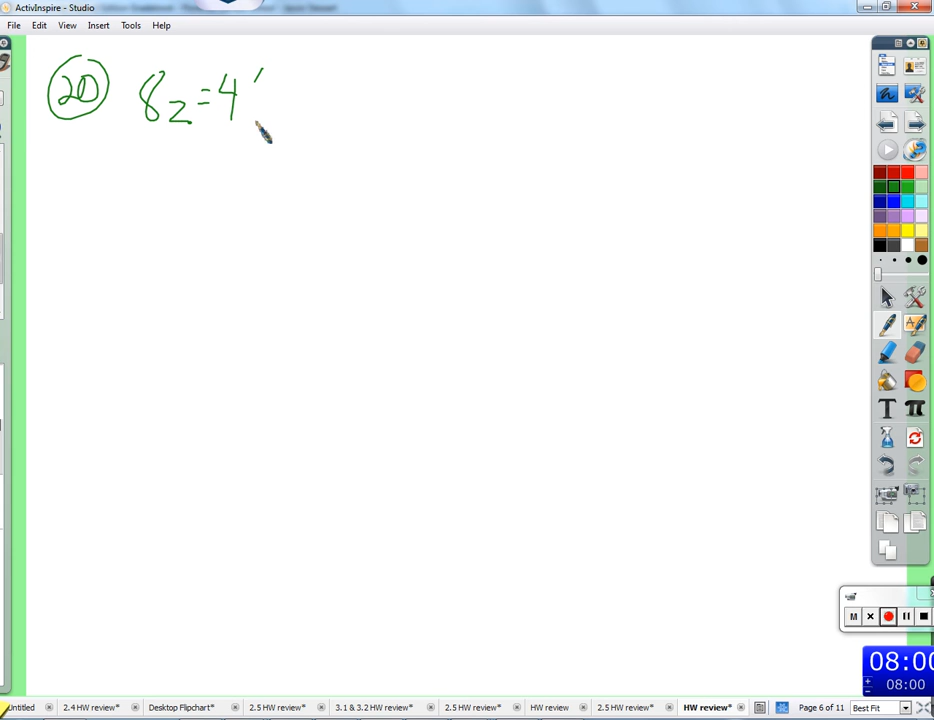 ActivInspire - Studio
File Edit View Insert Tools Help
20 8z=4'
M
08:00
08:00
Untitled 2.4 HW review* Desktop Flipchart* 2.5 HW review* 3.1 & 3.2 HW review* 2.5 HW review* HW review 2.5 HW review* HW review* Page 6 of 11 Best Fit